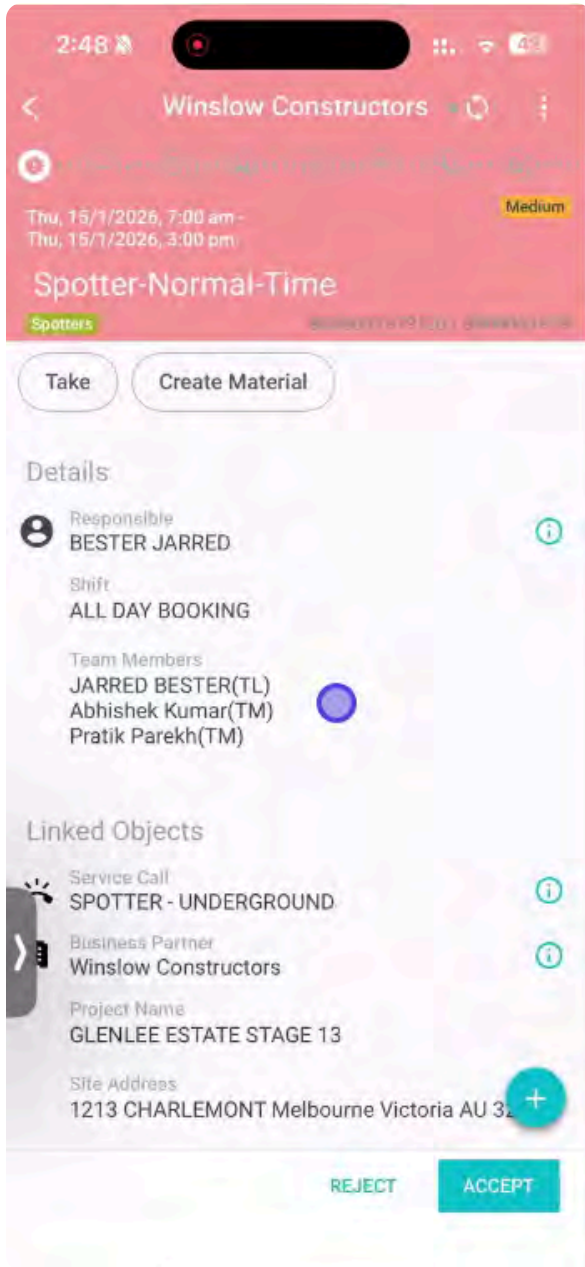 2:48
Winslow Constructors
Thu, 15/1/2026, 7:00 am -
Medium
Thu, 15/1/2026, 3:00 pm
Spotter-Normal-Time
Spotters
Take
Create Material
Details
Responsible
BESTER JARRED
Shift
ALL DAY BOOKING
Team Members
JARRED BESTER(TL)
Abhishek Kumar(TM)
Pratik Parekh(TM)
Linked Objects
Service Call
SPOTTER - UNDERGROUND
Business Partner
Winslow Constructors
Project Name
GLENLEE ESTATE STAGE 13
Site Address
1213 CHARLEMONT Melbourne Victoria AU
REJECT
ACCEPT